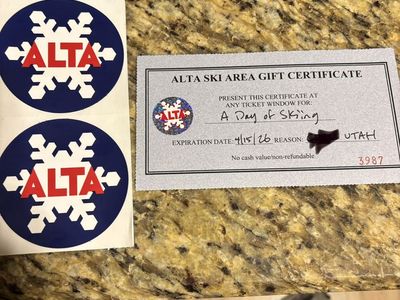 ALTA
ALTA
ALTA SKI AREA GIFT CERTIFICATE
PRESENT THIS CERTIFICATE AT
ANY TICKET WINDOW FOR:
A Day of Skiing
ALTA
EXPIRATION DATE: 4/15/26 REASON: UTAH
No cash value/non-refundable
3987